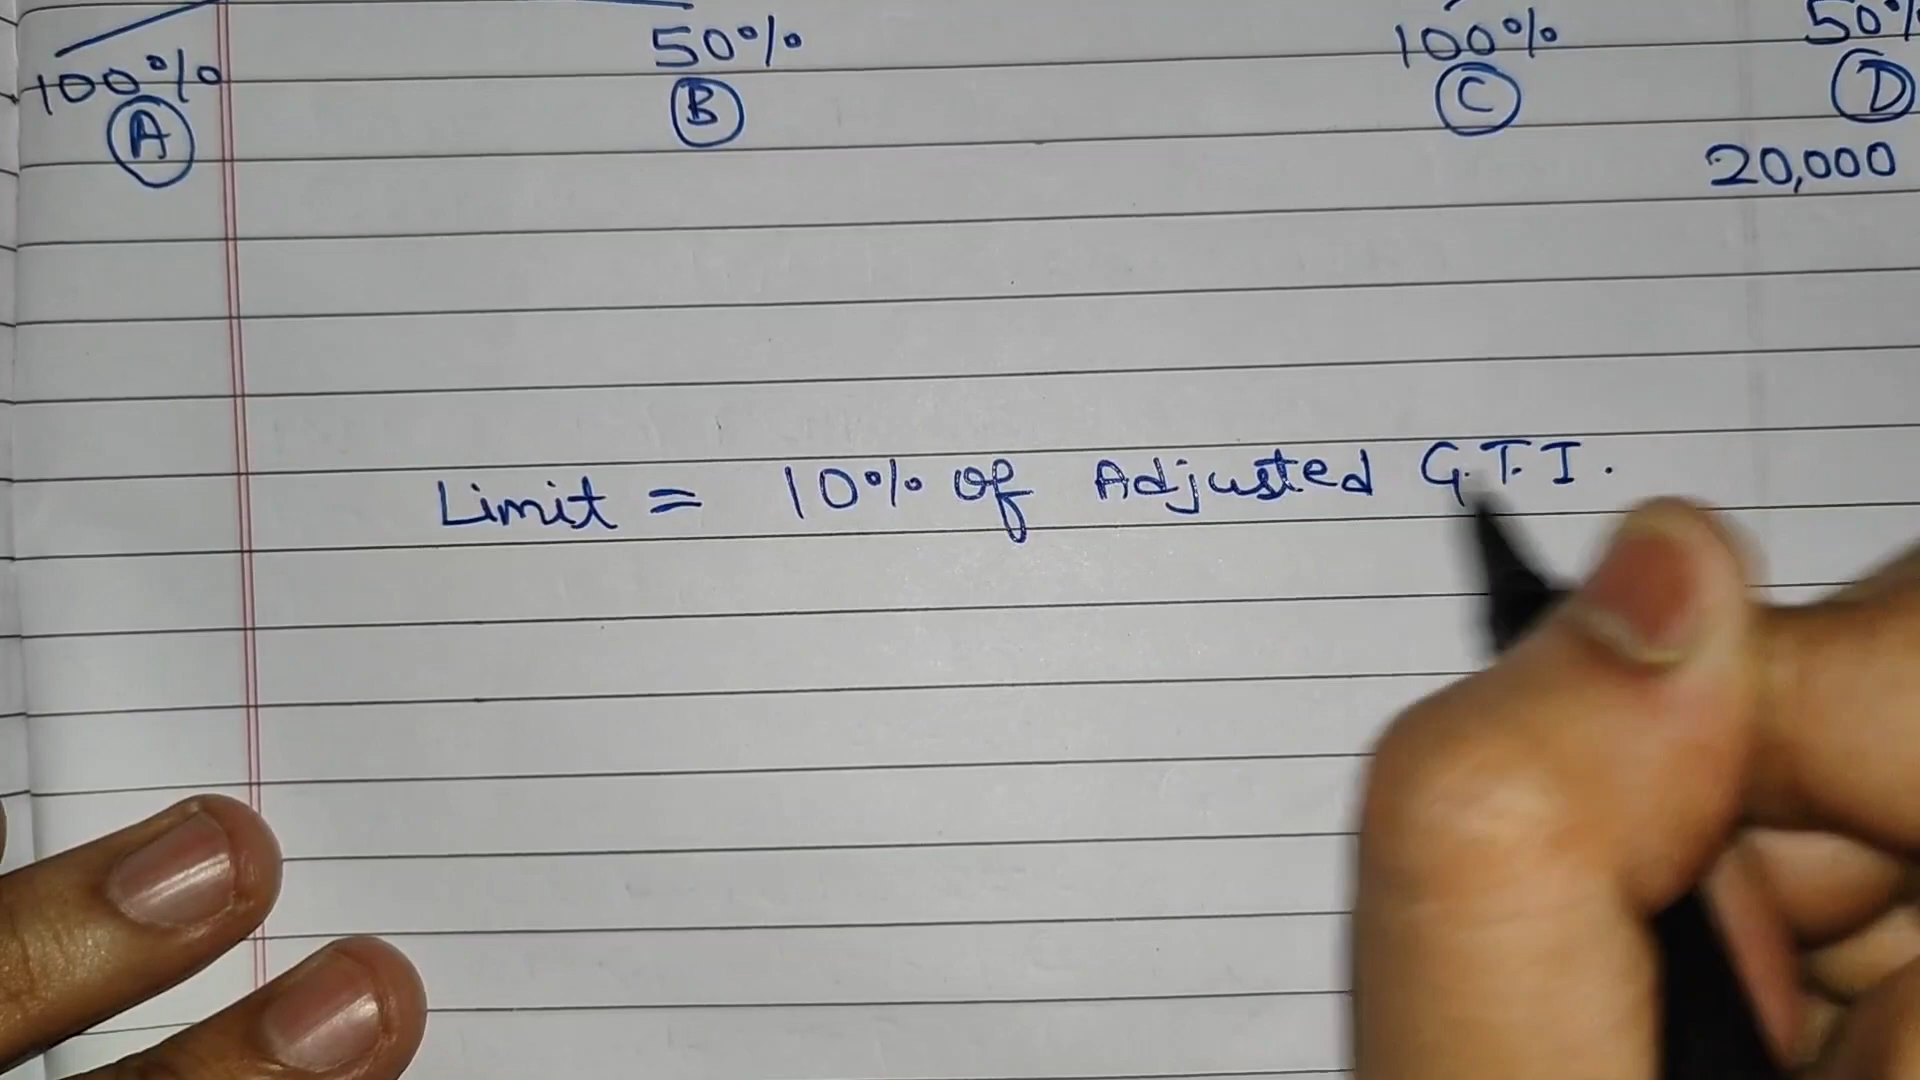 100% 50% 100% 50%
A B C D
20,000
Limit = 10% of Adjusted G.T.I.